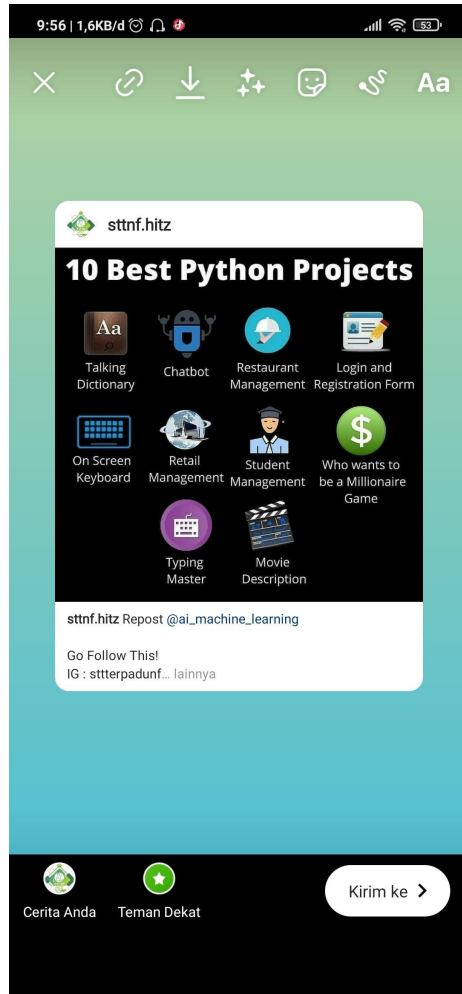 9:56 | 1,6KB/d
53
Aa
sttnf.hitz
10 Best Python Projects
Aa
Talking
Dictionary
Chatbot
Restaurant
Management
Login and
Registration Form
On Screen
Keyboard
Retail
Management
Student
Management
$
Who wants to
be a Millionaire
Game
Typing
Master
Movie
Description
sttnf.hitz Repost @ai_machine_learning
Go Follow This!
IG : sttterpadunf... lainnya
Cerita Anda
Teman Dekat
Kirim ke >